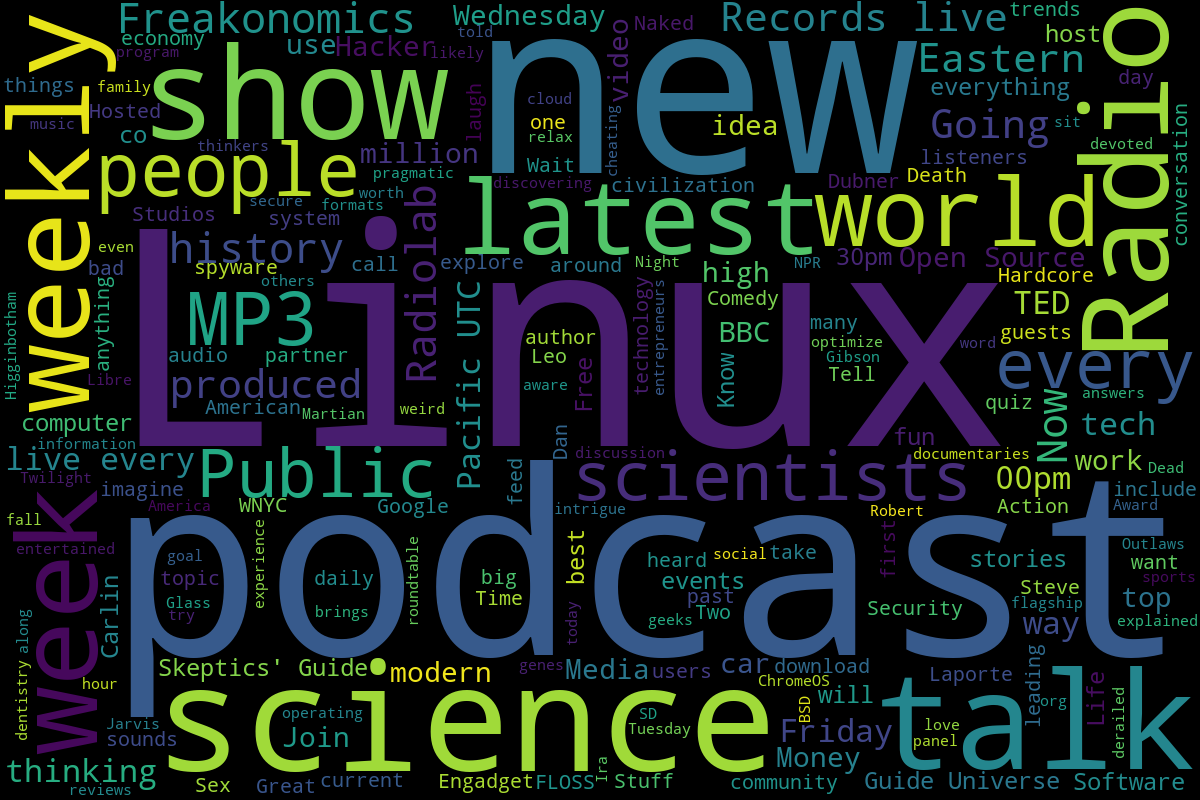 weekly
Freakonomics
Wednesday
Naked
Records live
trends
economy
program
use
Hacker
likely
told
video
Eastern
host
Radio
things
family
show
new
everything
day
Hosted
music
co
laugh
cloud
one
relax
cheating
idea
Going
sit
devoted
conversation
thinkers
people
million
pragmatic
Wait
discovering
civilization
listeners
Dubner
Death
worth
secure
formats
Studios
system
Radiolab
latest
world
even
history
bad
spyware
others
call
explore
around
Night
high
NPR
30pm
Open Source
Hardcore
anything
MP3
Linux
Pacific UTC
Comedy
BBC
TED
guests
Higginbotham
audio
partner
author
Leo
technology
entrepreneurs
many
optimize
Gibson
Tell
word
every
Libre
produced
American
Martian
weird
aware
Free
Know
quiz
Now
answers
computer
information
fun
tech
live every
Public
Dan
discussion
scientists
documentaries
work
Dead
Twilight
imagine
America
WNYC
Google
feed
intrigue
Robert
00pm
Action
include
Award
fall
week
entertained
podcast
goal
topic
Glass
try
experience
daily
brings
roundtable
big
Time
best
heard
social
take
first
stories
Outlaws
want
sports
events
past
Two
geeks
today
Steve
flagship
top
explained
Carlin
along
Security
way
dentistry
hour
Skeptics' Guide
modern
genes
Media
users
car
download
ChromeOS
Laporte
leading
org
Life
derailed
talk
science
will
BSD
Jarvis
sounds
operating
Join
SD
Tuesday
Friday
love
panel
Money
thinking
reviews
Sex
Great
current
Engadget
FLOSS
Ira
Stuff
community
Guide
Universe
Software